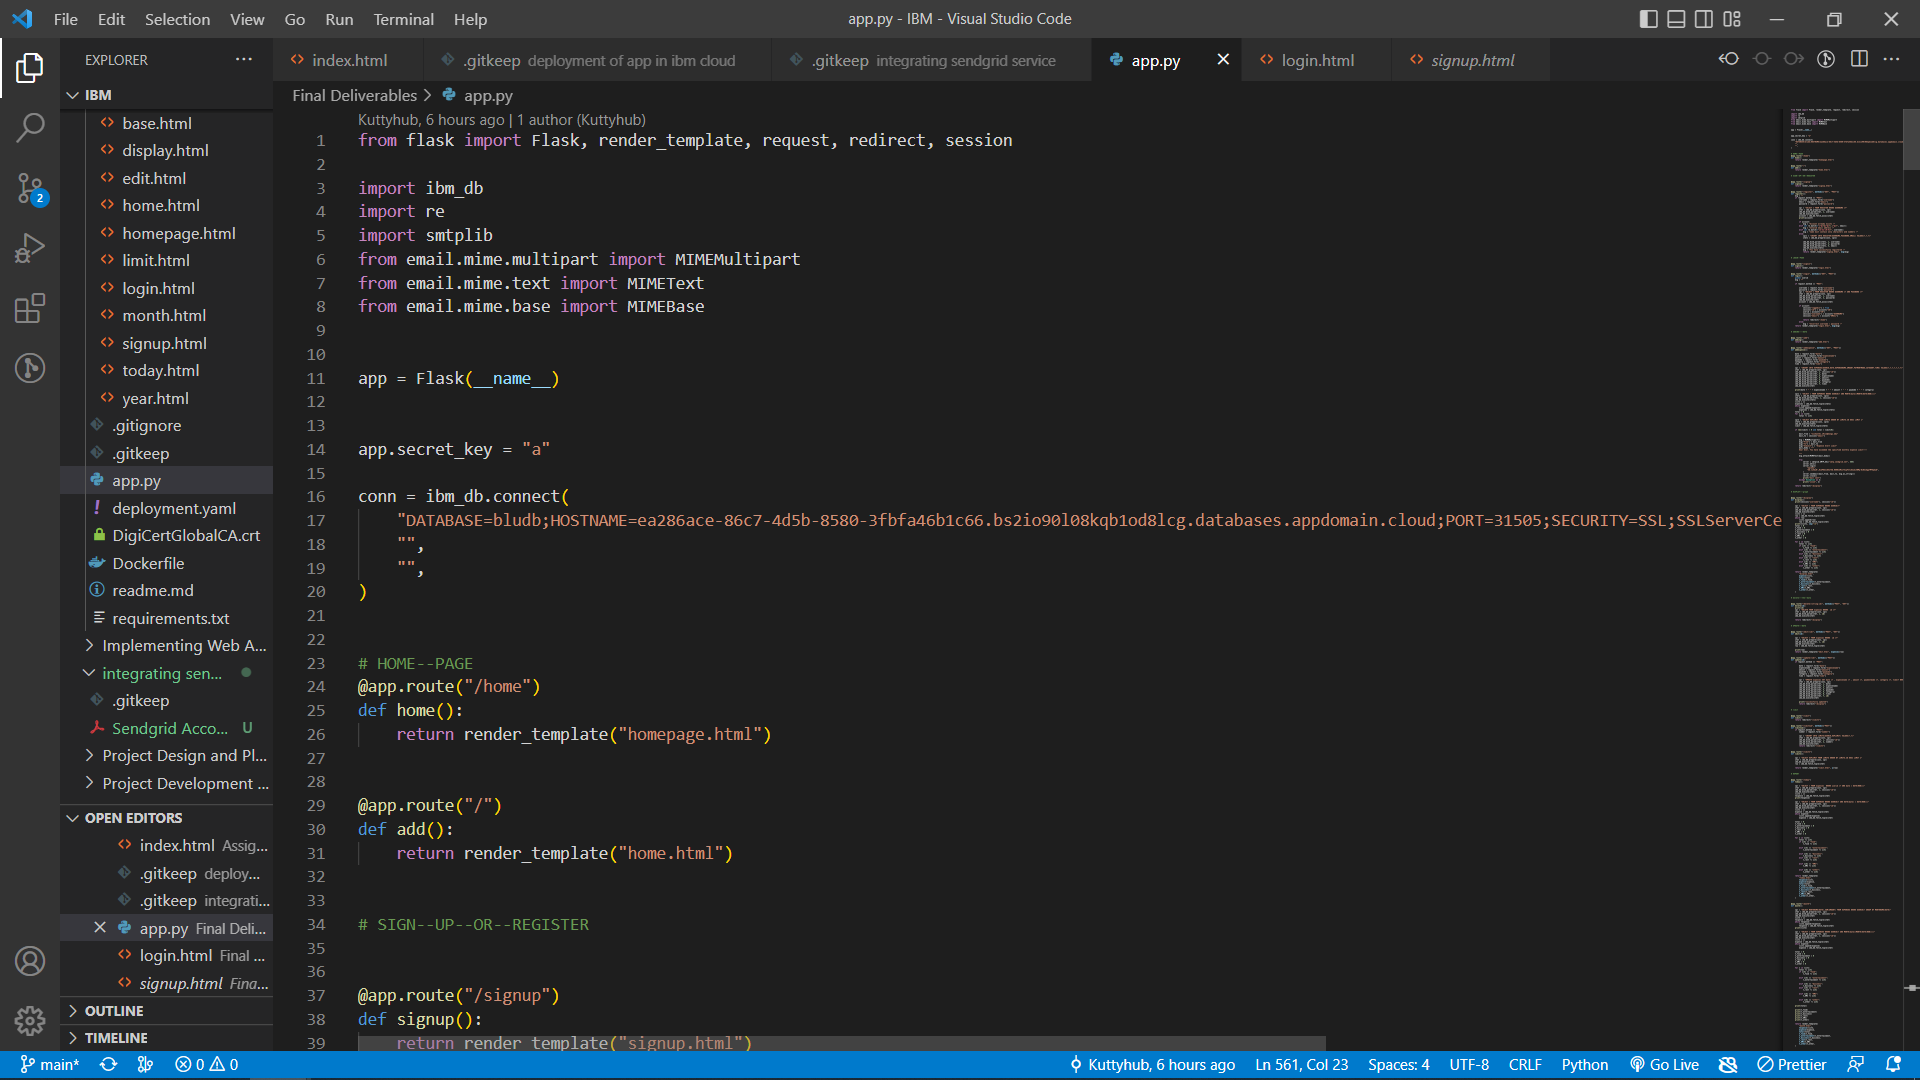 File Edit Selection View Go Run Terminal Help
app.py - IBM - Visual Studio Code
EXPLORER
index.html
.gitkeep deployment of app in ibm cloud
.gitkeep integrating sendgrid service
app.py
login.html
signup.html
IBM
base.html
display.html
edit.html
home.html
homepage.html
limit.html
login.html
month.html
signup.html
today.html
year.html
.gitignore
.gitkeep
app.py
deployment.yaml
DigiCertGlobalCA.crt
Dockerfile
readme.md
requirements.txt
Implementing Web A...
integrating sen...
.gitkeep
Sendgrid Acco... U
Project Design and Pl...
Project Development ...
OPEN EDITORS
index.html Assig...
.gitkeep deploy...
.gitkeep integrati...
app.py Final Deli...
login.html Final ...
signup.html Fina...
OUTLINE
TIMELINE
2
Final Deliverables > app.py
Kuttyhub, 6 hours ago | 1 author (Kuttyhub)
1 from flask import Flask, render_template, request, redirect, session
2
3 import ibm_db
4 import re
5 import smtplib
6 from email.mime.multipart import MIMEMultipart
7 from email.mime.text import MIMEText
8 from email.mime.base import MIMEBase
9
10
11 app = Flask(__name__)
12
13
14 app.secret_key = "a"
15
16 conn = ibm_db.connect(
17 "DATABASE=bludb;HOSTNAME=ea286ace-86c7-4d5b-8580-3fbfa46b1c66.bs2io90l08kqb1od8lcg.databases.appdomain.cloud;PORT=31505;SECURITY=SSL;SSLServerCe
18 "",
19 "",
20 )
21
22
23 # HOME--PAGE
24 @app.route("/home")
25 def home():
26 return render_template("homepage.html")
27
28
29 @app.route("/")
30 def add():
31 return render_template("home.html")
32
33
34 # SIGN--UP--OR--REGISTER
35
36
37 @app.route("/signup")
38 def signup():
39 return render_template("signup.html")
main* 0 0
Kuttyhub, 6 hours ago Ln 561, Col 23 Spaces: 4 UTF-8 CRLF Python Go Live Prettier